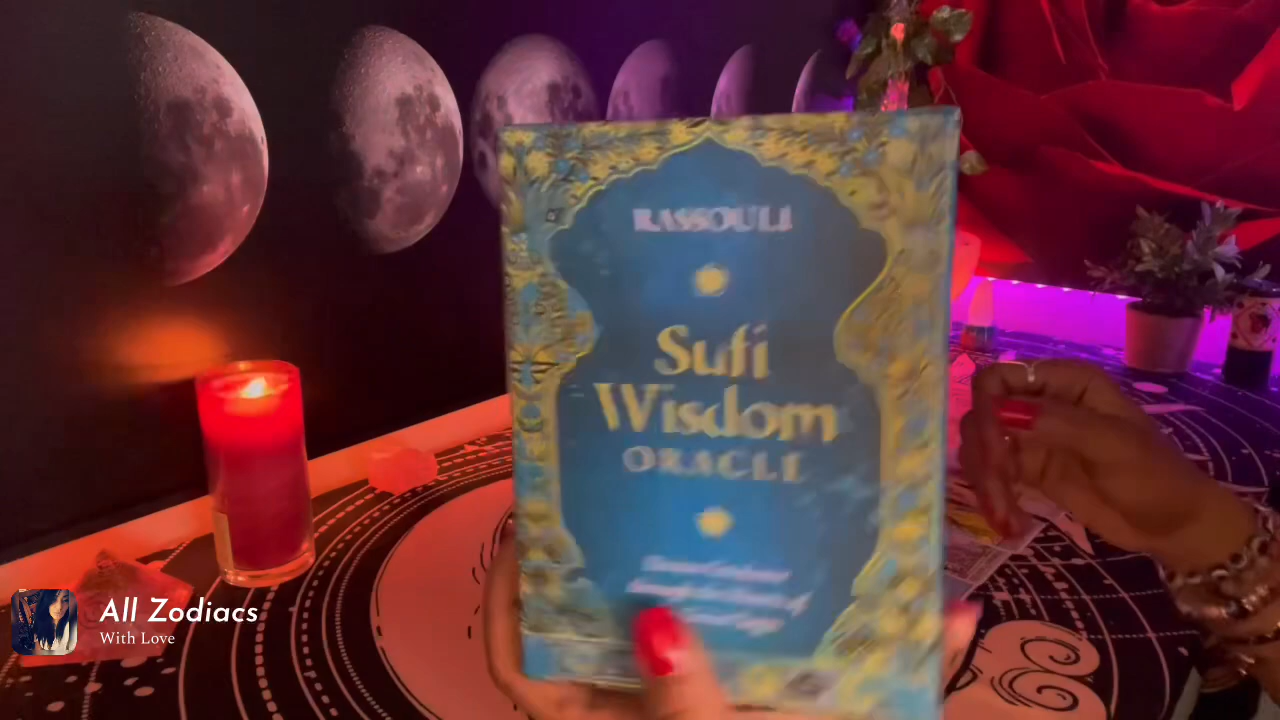 RASSOULI
Sufi
Wisdom
ORACLE
All Zodiacs
With Love